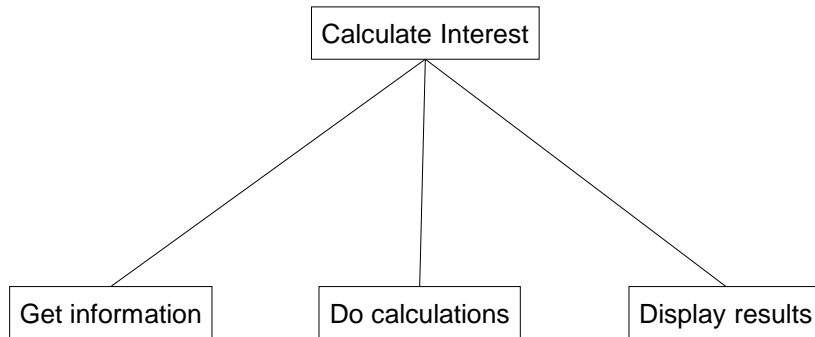 Calculate Interest
Get information
Do calculations
Display results